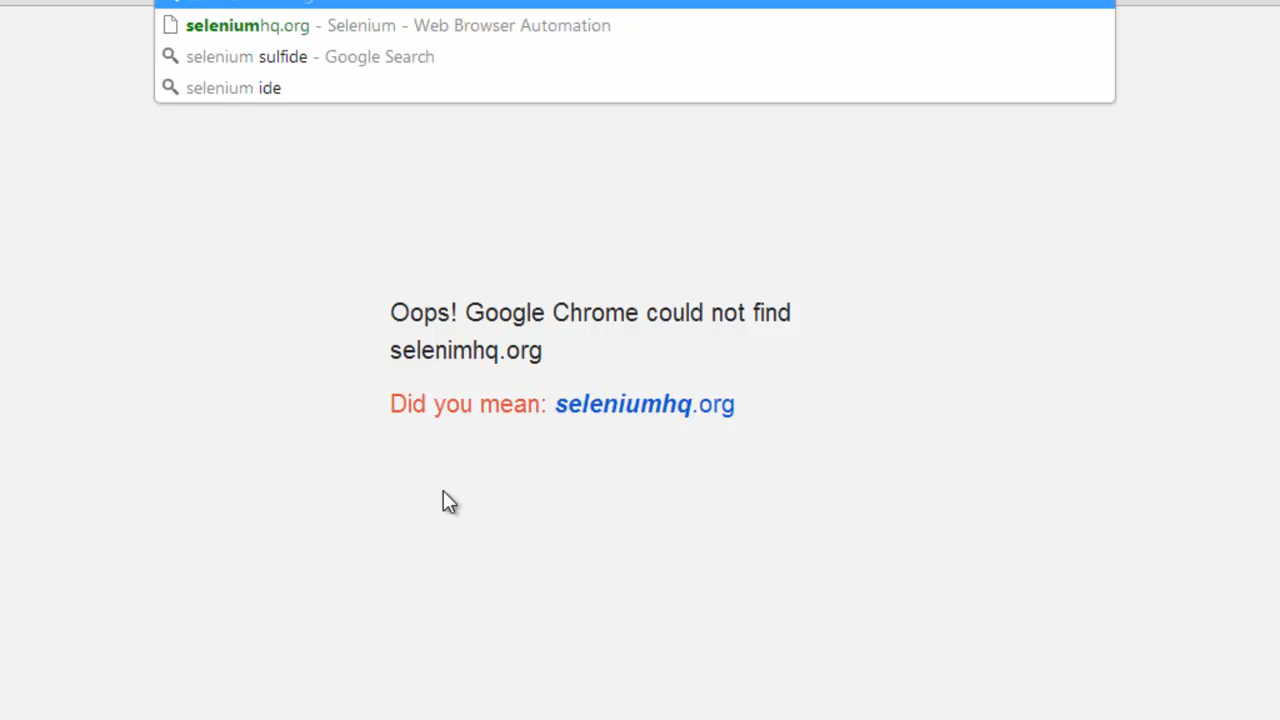 seleniumhq.org - Selenium - Web Browser Automation
selenium sulfide - Google Search
selenium ide
Oops! Google Chrome could not find
selenimhq.org
Did you mean: seleniumhq.org